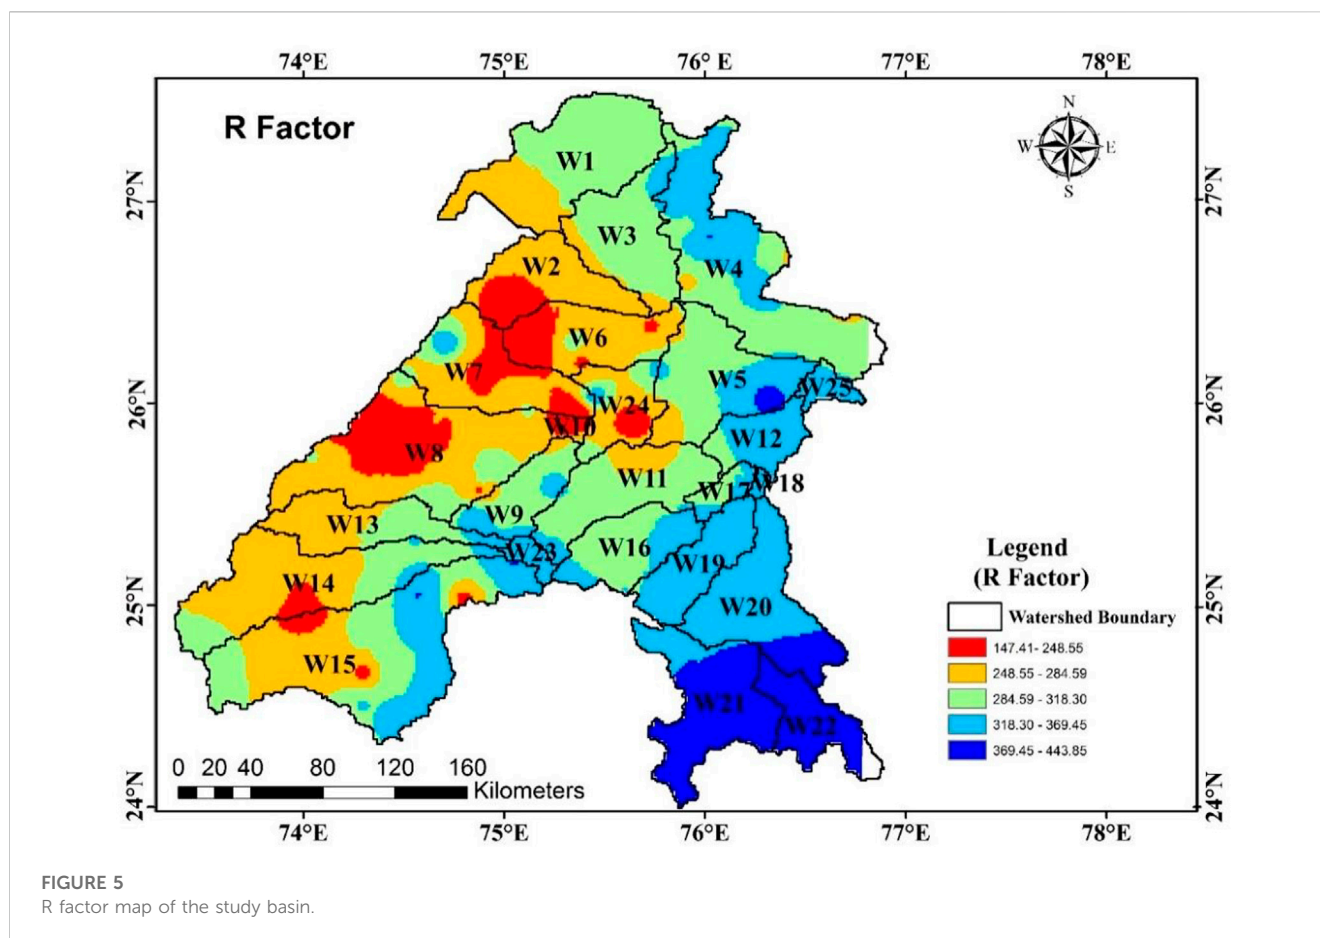 74°E 75°E 76°E 77°E 78°E
R Factor
N
W E
S
27°N 27°N
26°N 26°N
25°N 25°N
24°N 24°N
W1
W3
W2
W4
W6
W7
W5
W25
W24
W10
W12
W8
W11
W17
W18
W9
W13
W16
W23
W19
W14
W20
W15
W21
W22
Legend
(R Factor)
Watershed Boundary
147.41- 248.55
248.55 - 284.59
284.59 - 318.30
318.30 - 369.45
369.45 - 443.85
0 20 40 80 120 160
Kilometers
74°E 75°E 76°E 77°E 78°E
FIGURE 5
R factor map of the study basin.